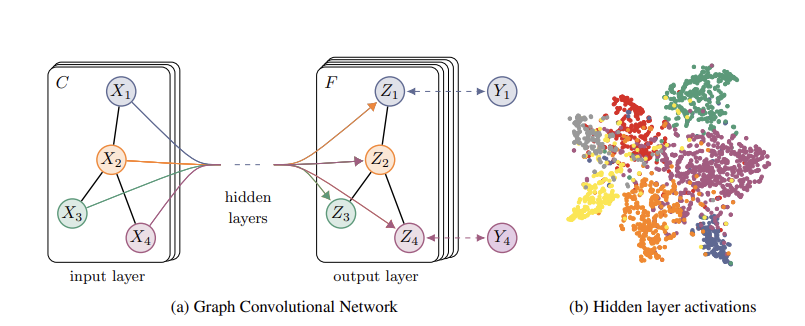 C
X1
X2
X3
X4
input layer
hidden
layers
F
Z1
Z2
Z3
Z4
output layer
Y1
Y4
(a) Graph Convolutional Network
(b) Hidden layer activations